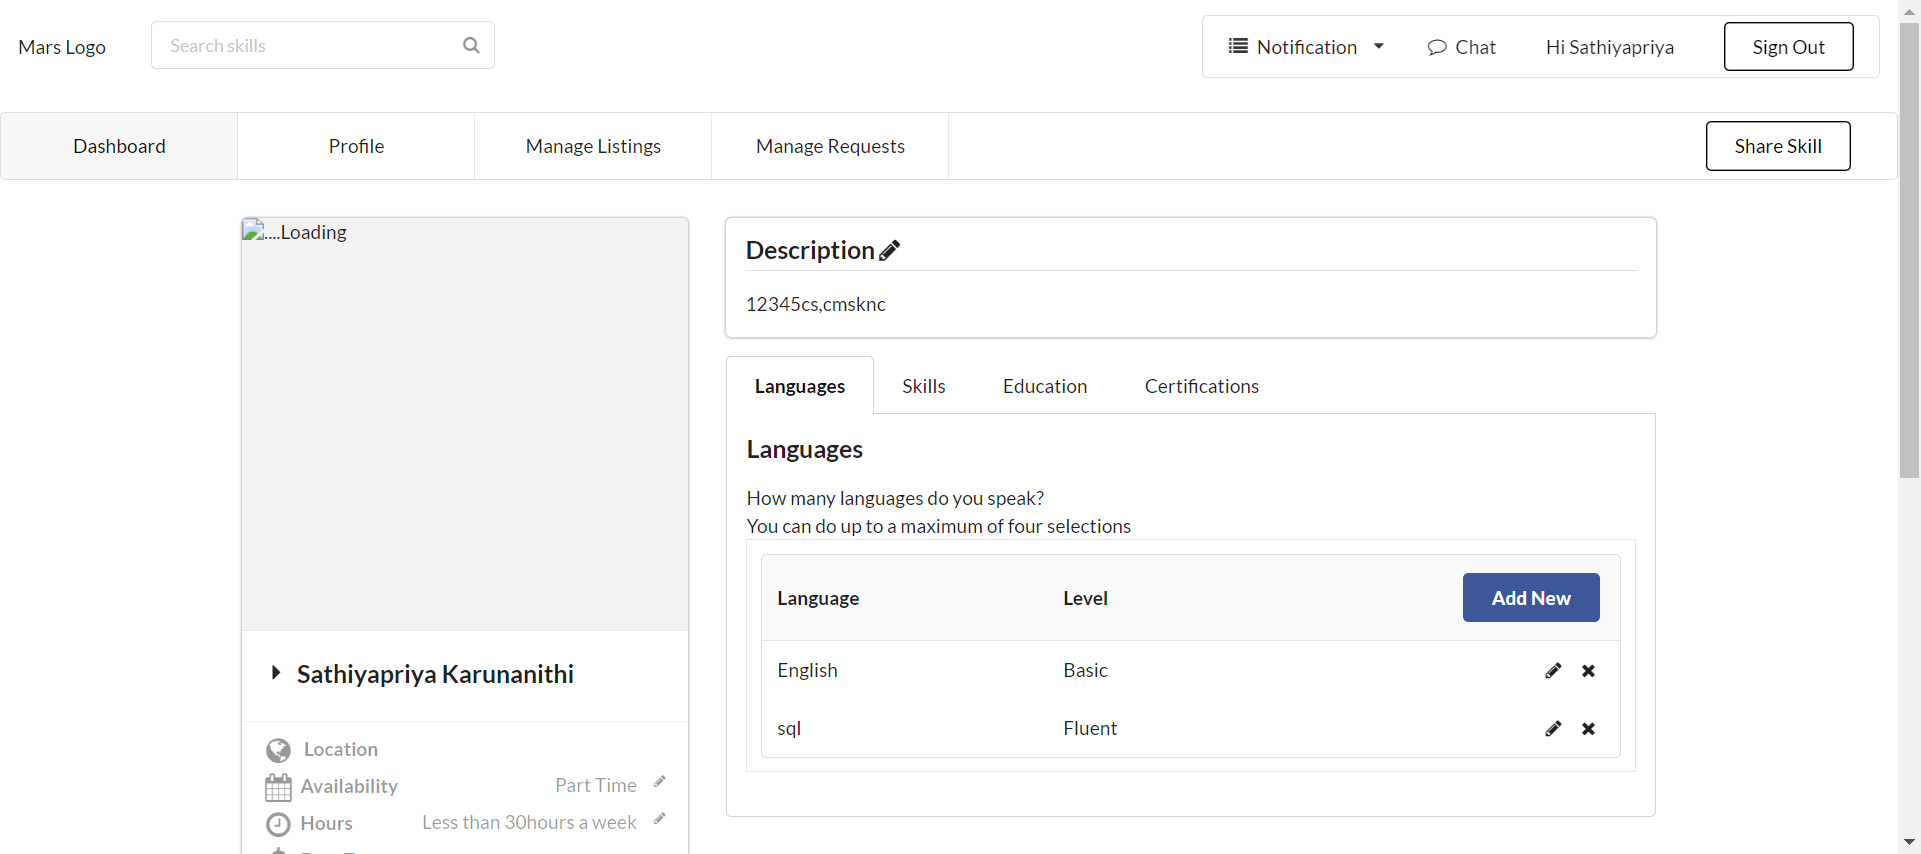 Mars Logo
Search skills
Notification
Chat
Hi Sathiyapriya
Sign Out
Dashboard
Profile
Manage Listings
Manage Requests
Share Skill
....Loading
Sathiyapriya Karunanithi
Location
Availability Part Time
Hours Less than 30hours a week
Description
12345cs,cmsknc
Languages Skills Education Certifications
Languages
How many languages do you speak?
You can do up to a maximum of four selections
Language Level Add New
English Basic
sql Fluent